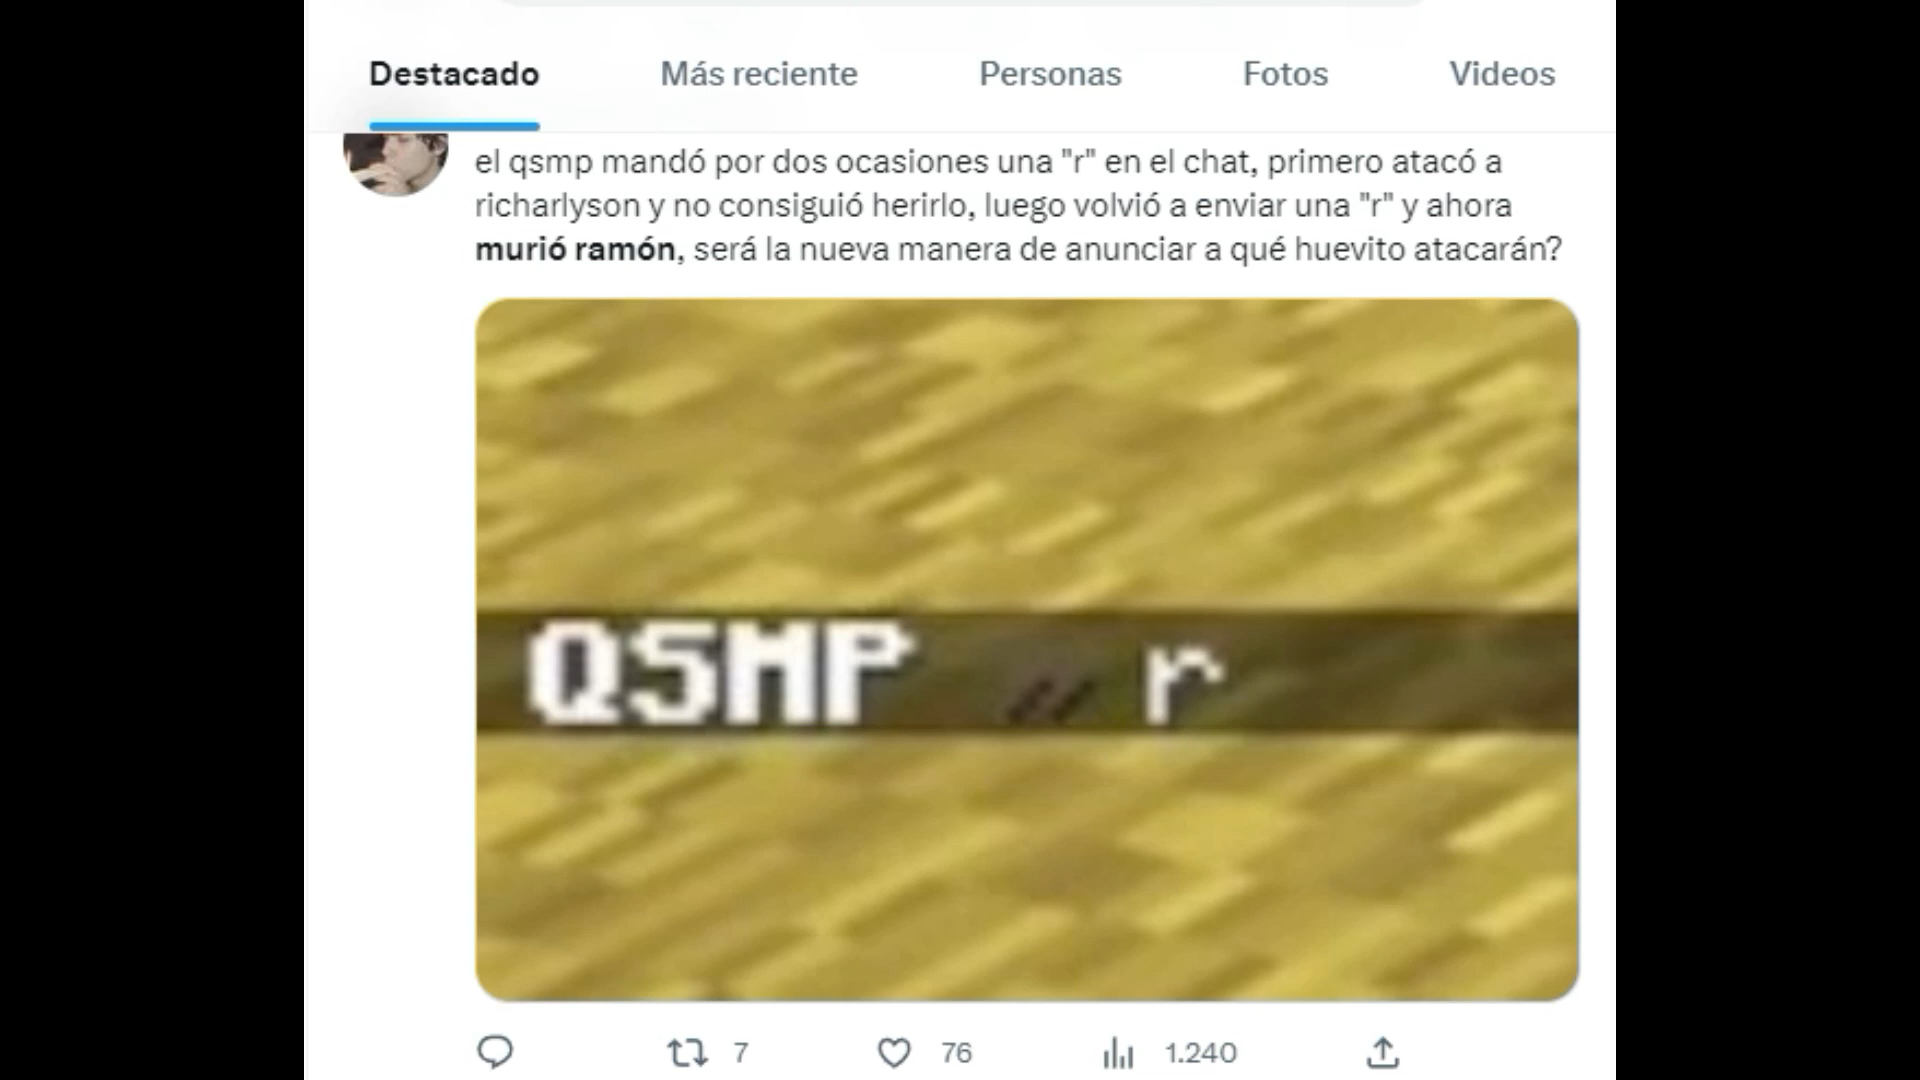 Destacado Más reciente Personas Fotos Videos
el qsmp mandó por dos ocasiones una "r" en el chat, primero atacó a
richarlyson y no consiguió herirlo, luego volvió a enviar una "r" y ahora
murió ramón, será la nueva manera de anunciar a qué huevito atacarán?
QSMP r
7 76 1.240